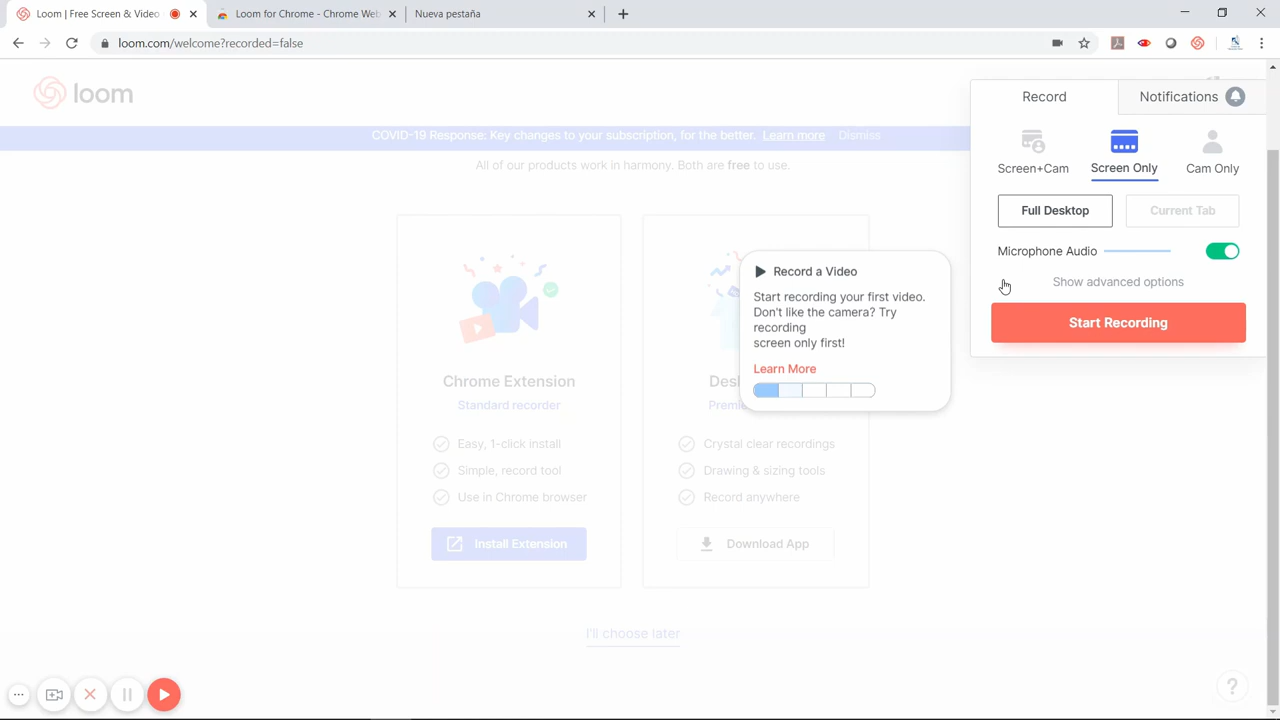 Loom | Free Screen & Video
Loom for Chrome - Chrome Web
Nueva pestaña
loom.com/welcome?recorded=false
loom
COVID-19 Response: Key changes to your subscription, for the better. Learn more Dismiss
All of our products work in harmony. Both are free to use.
Record
Notifications
Screen+Cam
Screen Only
Cam Only
Full Desktop
Current Tab
Microphone Audio
Show advanced options
Start Recording
Record a Video
Start recording your first video.
Don't like the camera? Try
recording
screen only first!
Learn More
Chrome Extension
Standard recorder
Easy, 1-click install
Simple, record tool
Use in Chrome browser
Install Extension
Crystal clear recordings
Drawing & sizing tools
Record anywhere
Download App
I'll choose later
?